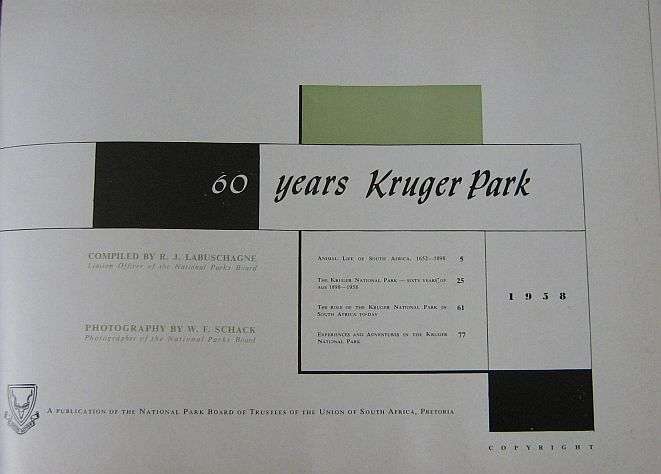 60 years Kruger Park
COMPILED BY R. J. LABUSCHAGNE
Liaison Officer of the National Parks Board
PHOTOGRAPHY BY W. F. SCHACK
Photographer of the National Parks Board
ANIMAL LIFE OF SOUTH AFRICA, 1652—1898 5
THE KRUGER NATIONAL PARK — SIXTY YEARS OF
AGE 1898–1958 25
THE ROLE OF THE KRUGER NATIONAL PARK IN
SOUTH AFRICA TO-DAY 61
EXPERIENCES AND ADVENTURES IN THE KRUGER
NATIONAL PARK 77
1958
A PUBLICATION OF THE NATIONAL PARK BOARD OF TRUSTEES OF THE UNION OF SOUTH AFRICA, PRETORIA
COPYRIGHT